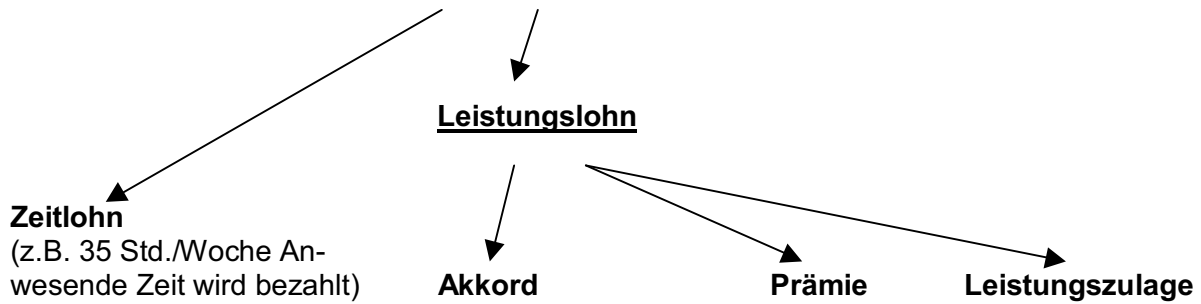 Leistungslohn
Zeitlohn
(z.B. 35 Std./Woche An-
wesende Zeit wird bezahlt)
Akkord
Prämie
Leistungszulage